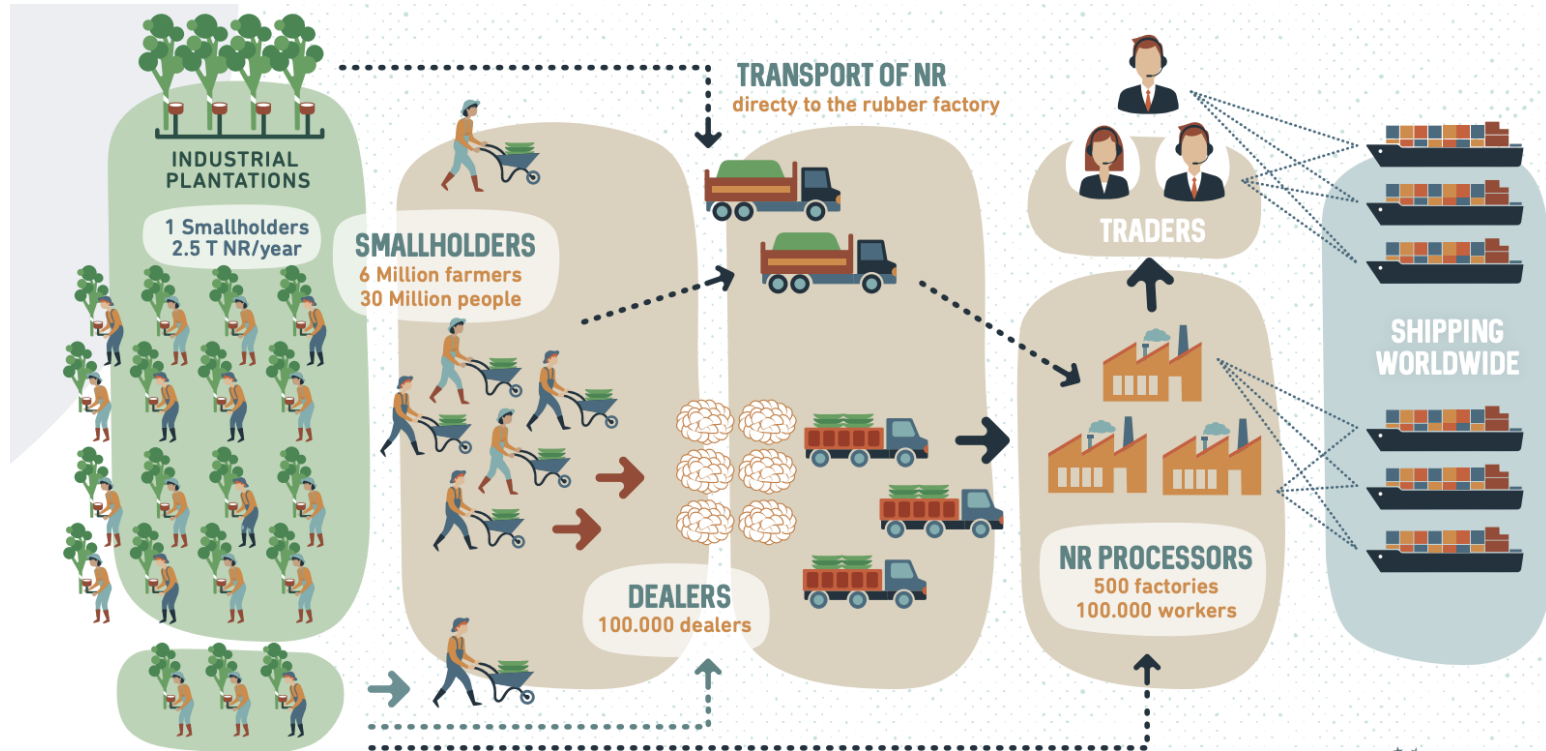 INDUSTRIAL
PLANTATIONS
1 Smallholders
2.5 T NR/year
SMALLHOLDERS
6 Million farmers
30 Million people
TRANSPORT OF NR
directy to the rubber factory
DEALERS
100.000 dealers
TRADERS
NR PROCESSORS
500 factories
100.000 workers
SHIPPING
WORLDWIDE